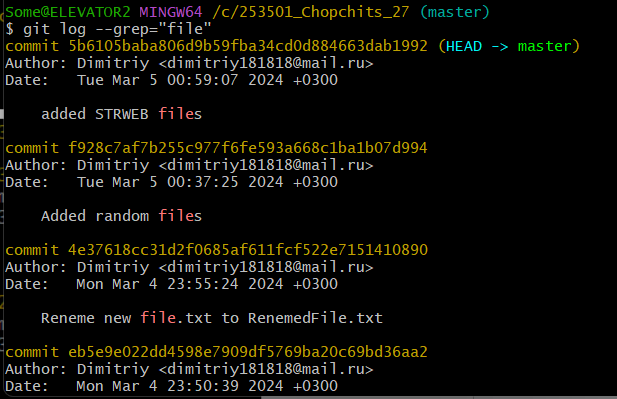 Some@ELEVATOR2 MINGW64 /c/253501_Chopchits_27 (master)
$ git log --grep="file"
commit 5b6105baba806d9b59fba34cd0d884663dab1992 (HEAD -> master)
Author: Dimitriy <dimitriy181818@mail.ru>
Date:   Tue Mar 5 00:59:07 2024 +0300
added STRWEB files
commit f928c7af7b255c977f6fe593a668c1ba1b07d994
Author: Dimitriy <dimitriy181818@mail.ru>
Date:   Tue Mar 5 00:37:25 2024 +0300
Added random files
commit 4e37618cc31d2f0685af611fcf522e7151410890
Author: Dimitriy <dimitriy181818@mail.ru>
Date:   Mon Mar 4 23:55:24 2024 +0300
Reneme new file.txt to RenemedFile.txt
commit eb5e9e022dd4598e7909df5769ba20c69bd36aa2
Author: Dimitriy <dimitriy181818@mail.ru>
Date:   Mon Mar 4 23:50:39 2024 +0300